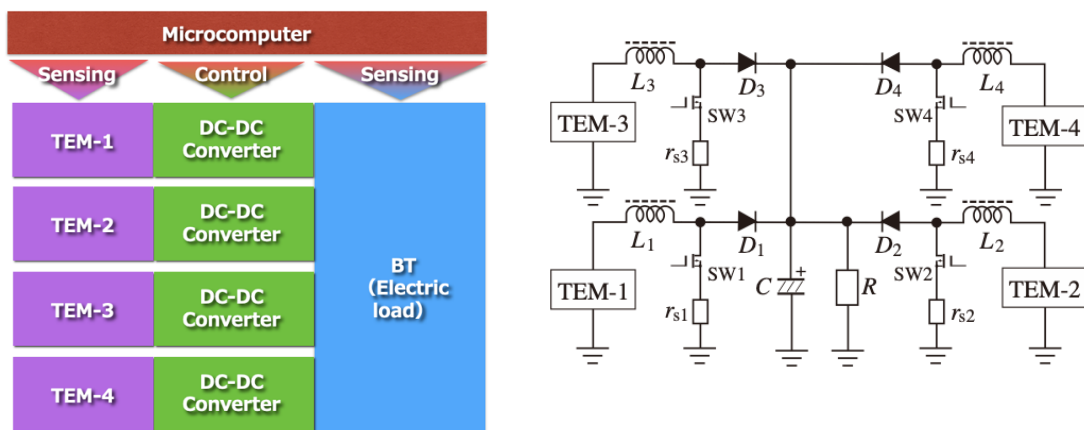 Microcomputer
Sensing Control Sensing
TEM-1
DC-DC
Converter
TEM-2
DC-DC
Converter
TEM-3
DC-DC
Converter
TEM-4
DC-DC
Converter
BT
(Electric
load)
L3 D3 D4 L4
TEM-3 SW3 SW4 TEM-4
rs3 rs4
L1 D1 D2 L2
TEM-1 SW1 C + R SW2 TEM-2
rs1 rs2